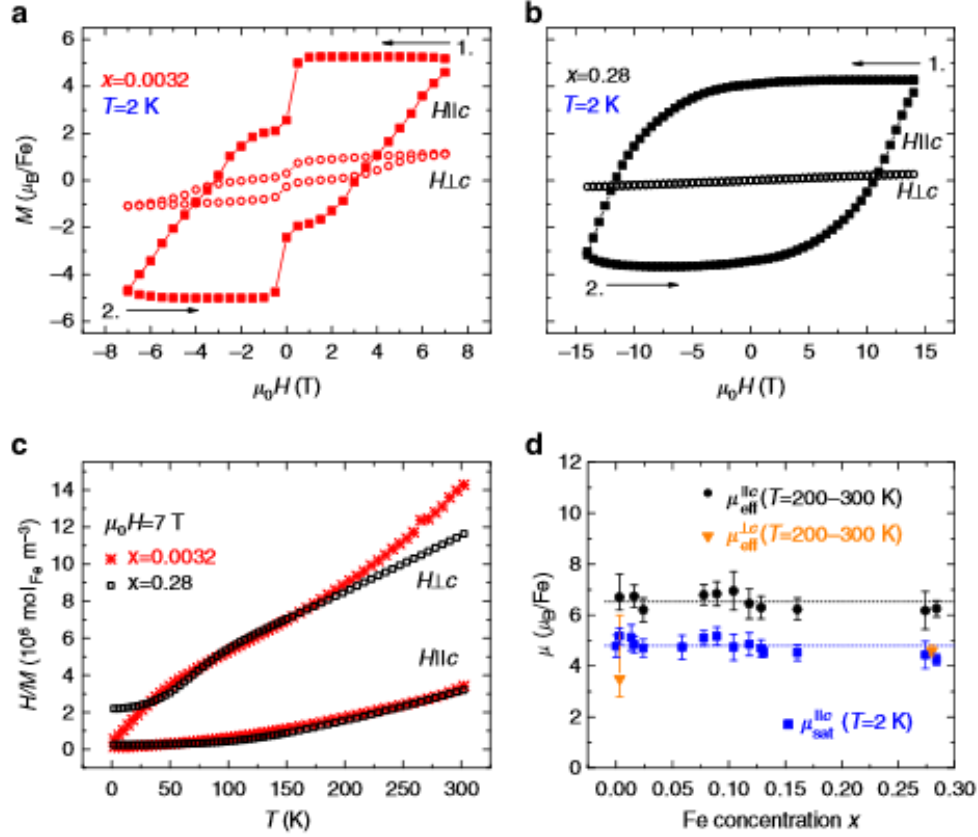 a
6
4
2
0
−2
−4
−6
M (μB/Fe)
x=0.0032
T=2 K
1.
H||c
H⊥c
2.
−8 −6 −4 −2 0 2 4 6 8
μ0H (T)
b
x=0.28
T=2 K
1.
H||c
H⊥c
2.
−15 −10 −5 0 5 10 15
μ0H (T)
c
14
12
10
8
6
4
2
0
H/M (10⁶ molFe m⁻³)
μ0H=7 T
x=0.0032
x=0.28
H⊥c
H||c
0 50 100 150 200 250 300
T (K)
d
12
10
8
6
4
2
0
μ (μB/Fe)
μeff||c (T=200–300 K)
μeff⊥c (T=200–300 K)
μsat||c (T=2 K)
0.00 0.05 0.10 0.15 0.20 0.25 0.30
Fe concentration x